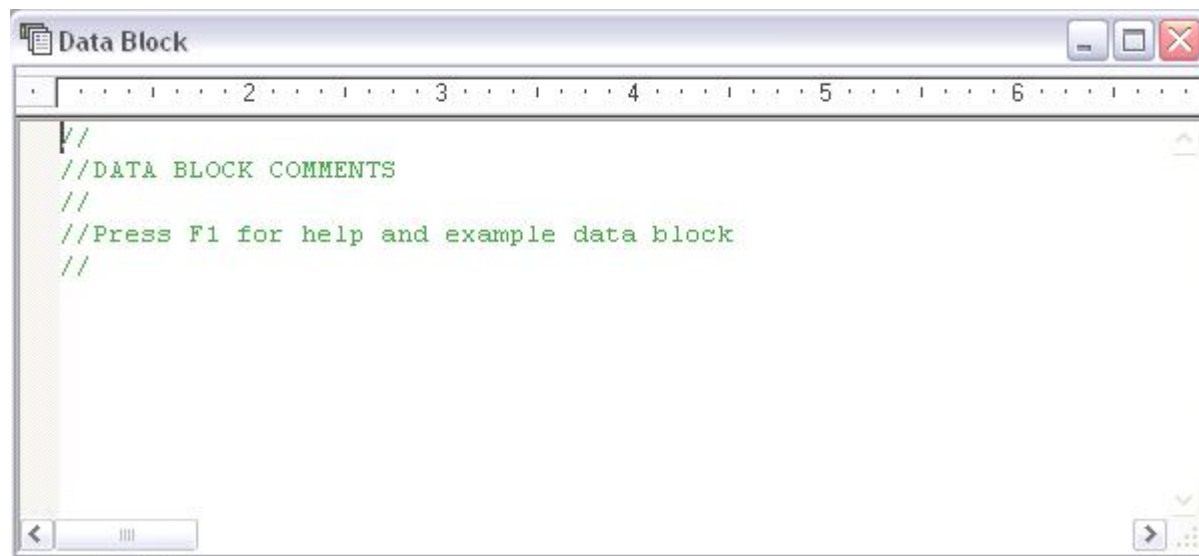 Data Block
2 3 4 5 6
//
//DATA BLOCK COMMENTS
//
//Press F1 for help and example data block
//